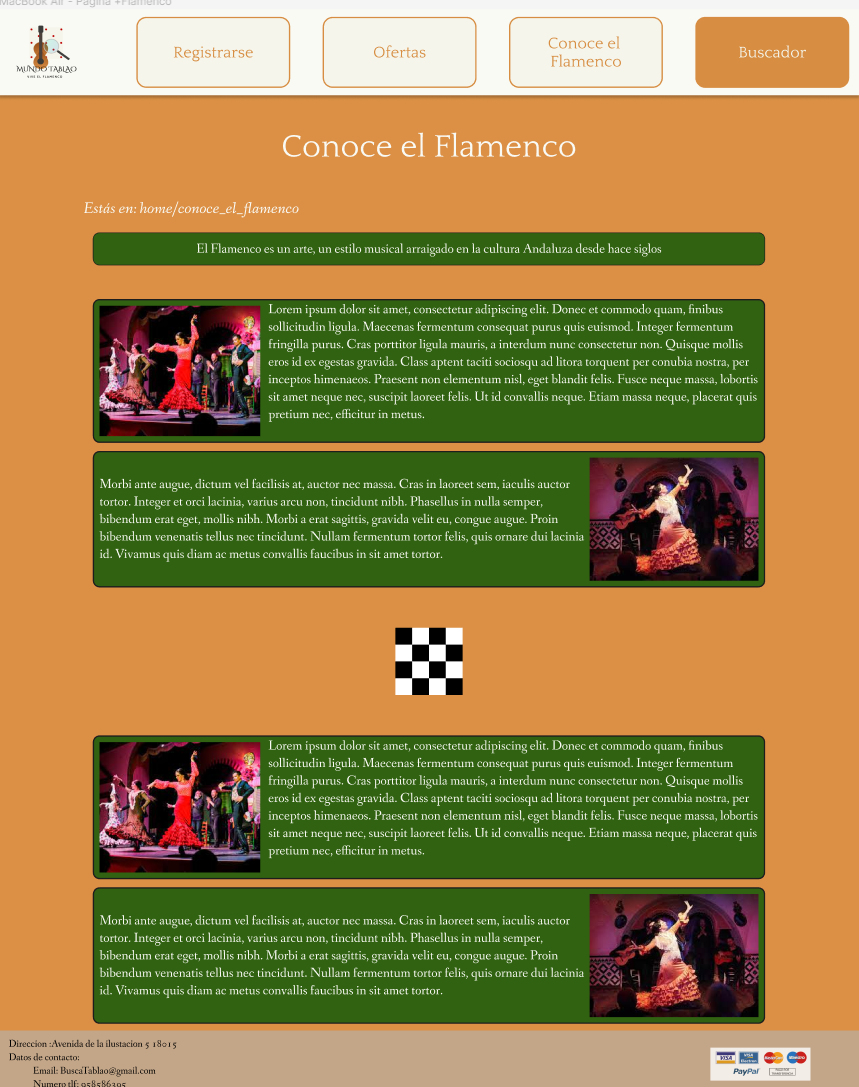 MacBook Air - Página +Flamenco
MUNDO TABLAO
VIVE EL FLAMENCO
Registrarse
Ofertas
Conoce el
Flamenco
Buscador
Conoce el Flamenco
Estás en: home/conoce_el_flamenco
El Flamenco es un arte, un estilo musical arraigado en la cultura Andaluza desde hace siglos
Lorem ipsum dolor sit amet, consectetur adipiscing elit. Donec et commodo quam, finibus
sollicitudin ligula. Maecenas fermentum consequat purus quis euismod. Integer fermentum
fringilla purus. Cras porttitor ligula mauris, a interdum nunc consectetur non. Quisque mollis
eros id ex egestas gravida. Class aptent taciti sociosqu ad litora torquent per conubia nostra, per
inceptos himenaeos. Praesent non elementum nisl, eget blandit felis. Fusce neque massa, lobortis
sit amet neque nec, suscipit laoreet felis. Ut id convallis neque. Etiam massa neque, placerat quis
pretium nec, efficitur in metus.
Morbi ante augue, dictum vel facilisis at, auctor nec massa. Cras in laoreet sem, iaculis auctor
tortor. Integer et orci lacinia, varius arcu non, tincidunt nibh. Phasellus in nulla semper,
bibendum erat eget, mollis nibh. Morbi a erat sagittis, gravida velit eu, congue augue. Proin
bibendum venenatis tellus nec tincidunt. Nullam fermentum tortor felis, quis ornare dui lacinia
id. Vivamus quis diam ac metus convallis faucibus in sit amet tortor.
Lorem ipsum dolor sit amet, consectetur adipiscing elit. Donec et commodo quam, finibus
sollicitudin ligula. Maecenas fermentum consequat purus quis euismod. Integer fermentum
fringilla purus. Cras porttitor ligula mauris, a interdum nunc consectetur non. Quisque mollis
eros id ex egestas gravida. Class aptent taciti sociosqu ad litora torquent per conubia nostra, per
inceptos himenaeos. Praesent non elementum nisl, eget blandit felis. Fusce neque massa, lobortis
sit amet neque nec, suscipit laoreet felis. Ut id convallis neque. Etiam massa neque, placerat quis
pretium nec, efficitur in metus.
Morbi ante augue, dictum vel facilisis at, auctor nec massa. Cras in laoreet sem, iaculis auctor
tortor. Integer et orci lacinia, varius arcu non, tincidunt nibh. Phasellus in nulla semper,
bibendum erat eget, mollis nibh. Morbi a erat sagittis, gravida velit eu, congue augue. Proin
bibendum venenatis tellus nec tincidunt. Nullam fermentum tortor felis, quis ornare dui lacinia
id. Vivamus quis diam ac metus convallis faucibus in sit amet tortor.
Direccion :Avenida de la ilustacion 5 18015
Datos de contacto:
Email: BuscaTablao@gmail.com
Numero tlf: 958586395
VISA VISA Electron MasterCard Maestro
PayPal